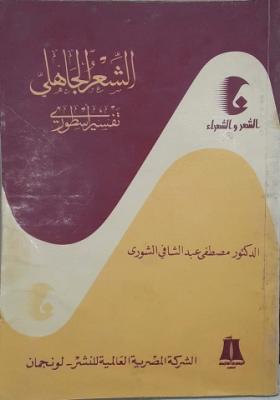 الشعر الجاهلي
تفسير أسطوري
الشعر والشعراء
الدكتور مصطفى عبد الشافي الشورى
الشركة المصرية العالمية للنشر - لونجمان